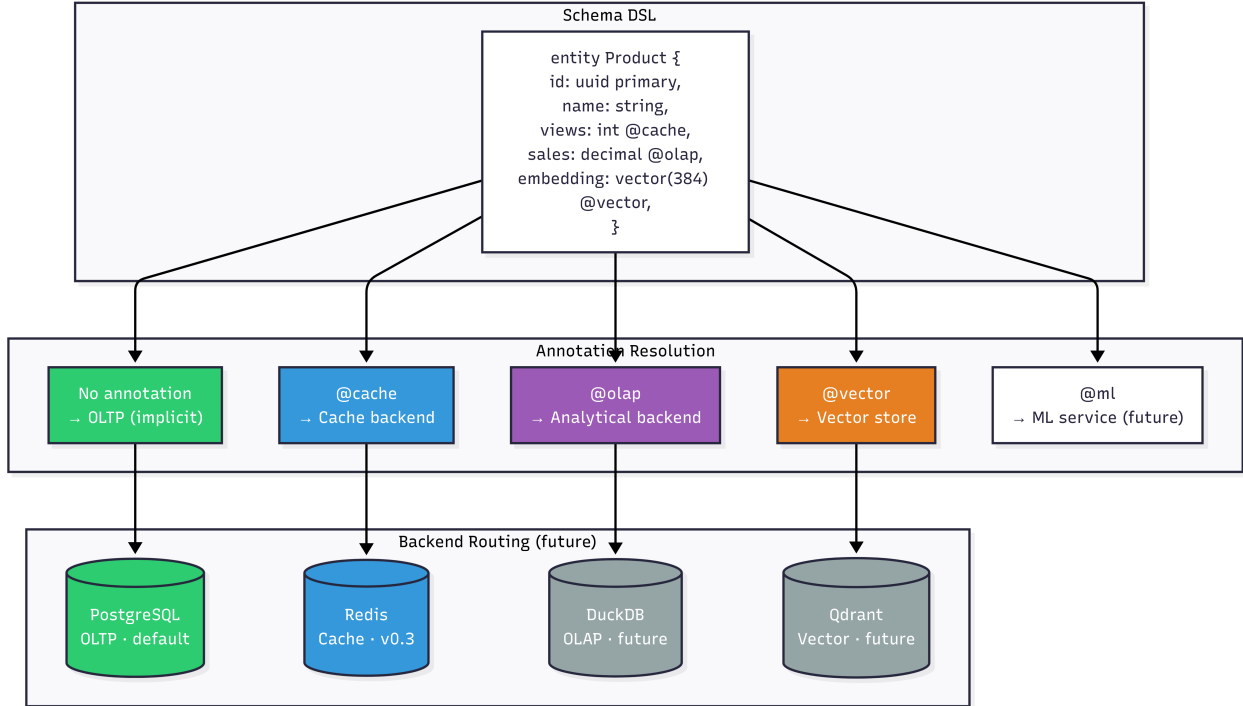 Schema DSL
entity Product {
id: uuid primary,
name: string,
views: int @cache,
sales: decimal @olap,
embedding: vector(384)
@vector,
}
Annotation Resolution
No annotation
→ OLTP (implicit)
@cache
→ Cache backend
@olap
→ Analytical backend
@vector
→ Vector store
@ml
→ ML service (future)
Backend Routing (future)
PostgreSQL
OLTP · default
Redis
Cache · v0.3
DuckDB
OLAP · future
Qdrant
Vector · future